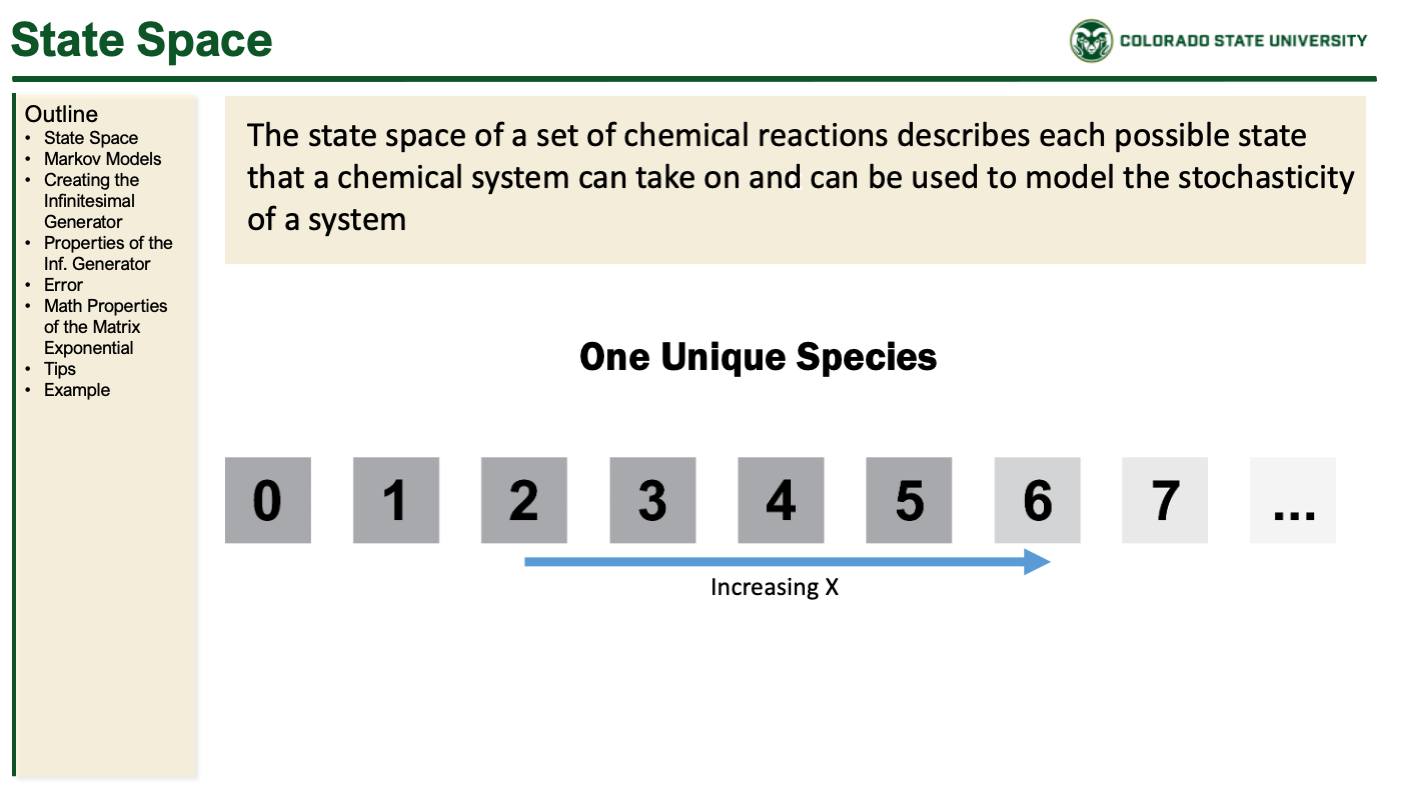 State Space
COLORADO STATE UNIVERSITY
Outline
• State Space
• Markov Models
• Creating the
Infinitesimal
Generator
• Properties of the
Inf. Generator
• Error
• Math Properties
of the Matrix
Exponential
• Tips
• Example
The state space of a set of chemical reactions describes each possible state
that a chemical system can take on and can be used to model the stochasticity
of a system
One Unique Species
0 1 2 3 4 5 6 7 ...
Increasing X